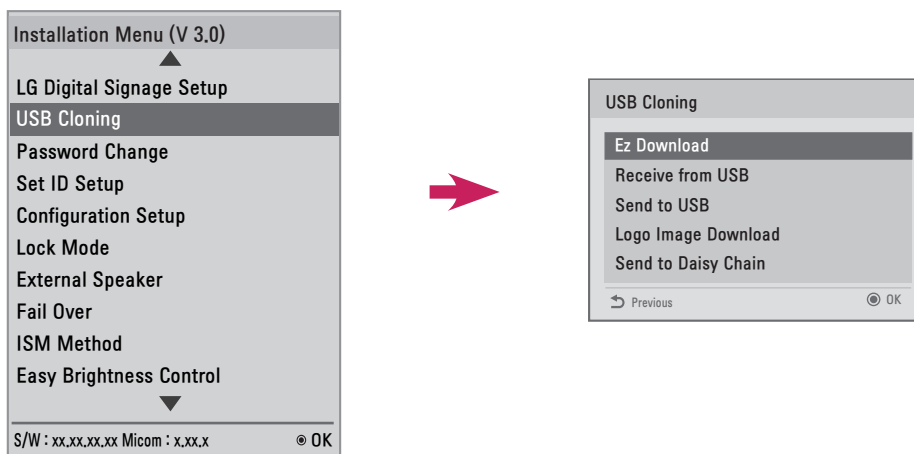 Installation Menu (V 3.0)
LG Digital Signage Setup
USB Cloning
Password Change
Set ID Setup
Configuration Setup
Lock Mode
External Speaker
Fail Over
ISM Method
Easy Brightness Control
S/W : xx.xx.xx.xx Micom : x.xx.x ◉ OK
USB Cloning
Ez Download
Receive from USB
Send to USB
Logo Image Download
Send to Daisy Chain
Previous ◉ OK